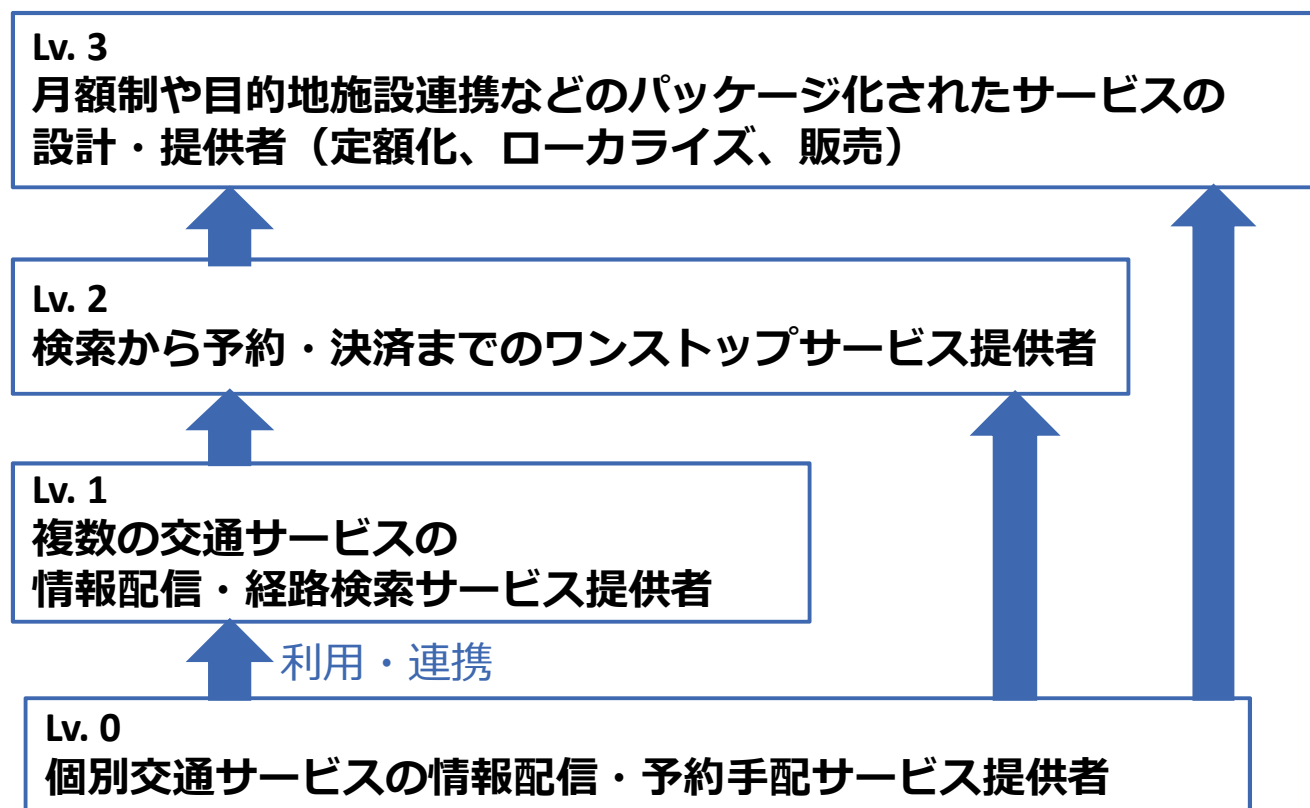 Lv. 3
月額制や目的地施設連携などのパッケージ化されたサービスの
設計・提供者（定額化、ローカライズ、販売）
Lv. 2
検索から予約・決済までのワンストップサービス提供者
Lv. 1
複数の交通サービスの
情報配信・経路検索サービス提供者
利用・連携
Lv. 0
個別交通サービスの情報配信・予約手配サービス提供者